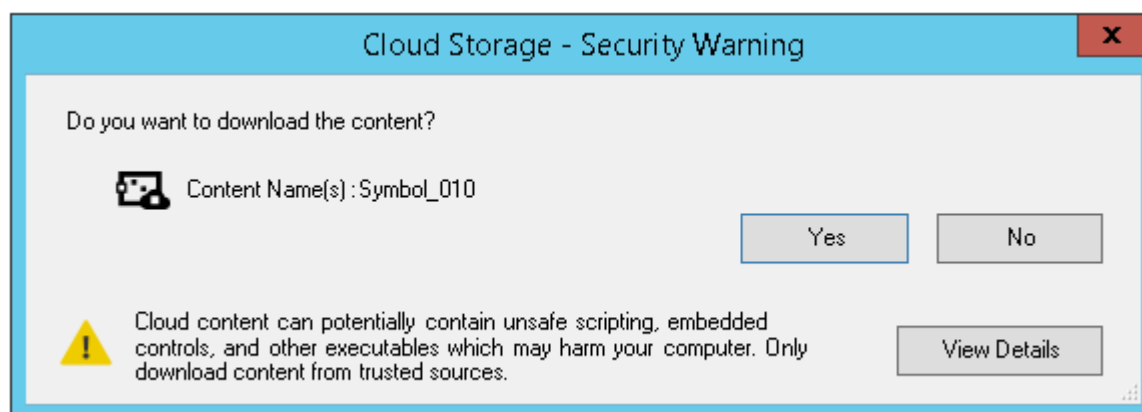 Cloud Storage - Security Warning
x
Do you want to download the content?
Content Name(s) :Symbol_010
Yes
No
Cloud content can potentially contain unsafe scripting, embedded
controls, and other executables which may harm your computer. Only
download content from trusted sources.
View Details